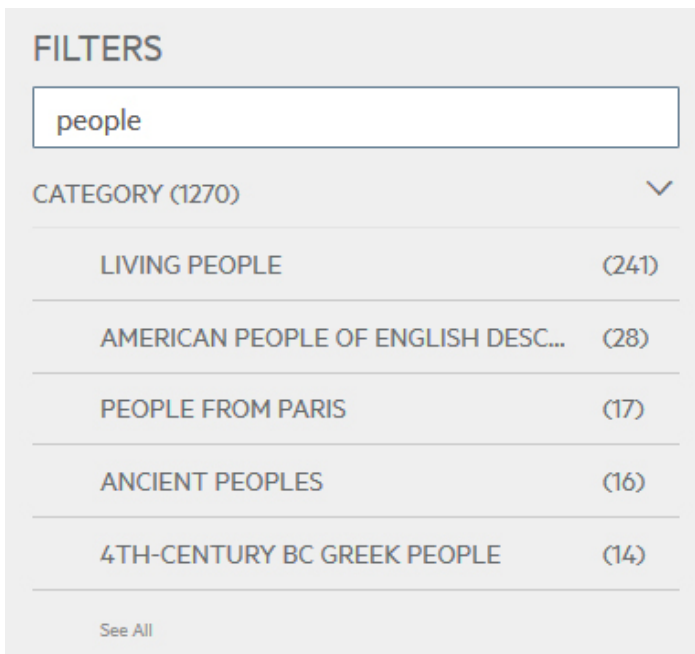 FILTERS
people
CATEGORY (1270)
LIVING PEOPLE (241)
AMERICAN PEOPLE OF ENGLISH DESC... (28)
PEOPLE FROM PARIS (17)
ANCIENT PEOPLES (16)
4TH-CENTURY BC GREEK PEOPLE (14)
See All